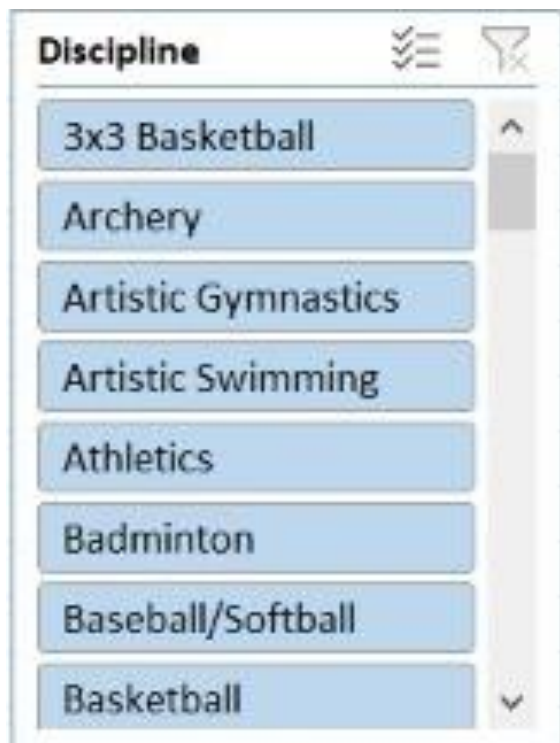 Discipline
3x3 Basketball
Archery
Artistic Gymnastics
Artistic Swimming
Athletics
Badminton
Baseball/Softball
Basketball